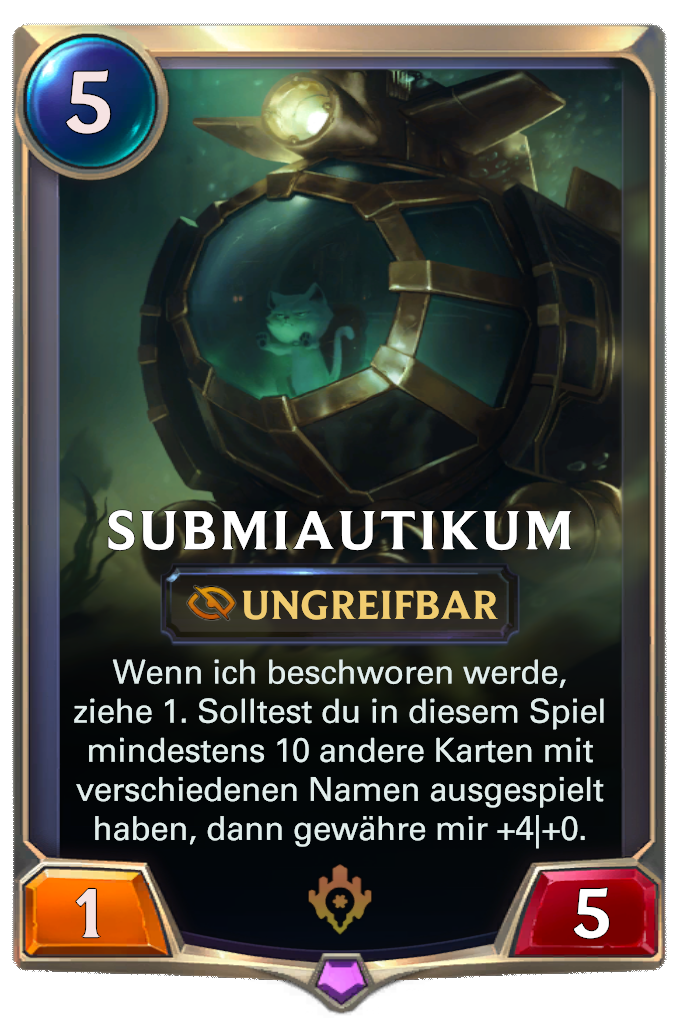 5
SUBMIAUTIKUM
UNGREIFBAR
Wenn ich beschworen werde,
ziehe 1. Solltest du in diesem Spiel
mindestens 10 andere Karten mit
verschiedenen Namen ausgespielt
haben, dann gewähre mir +4|+0.
1
5